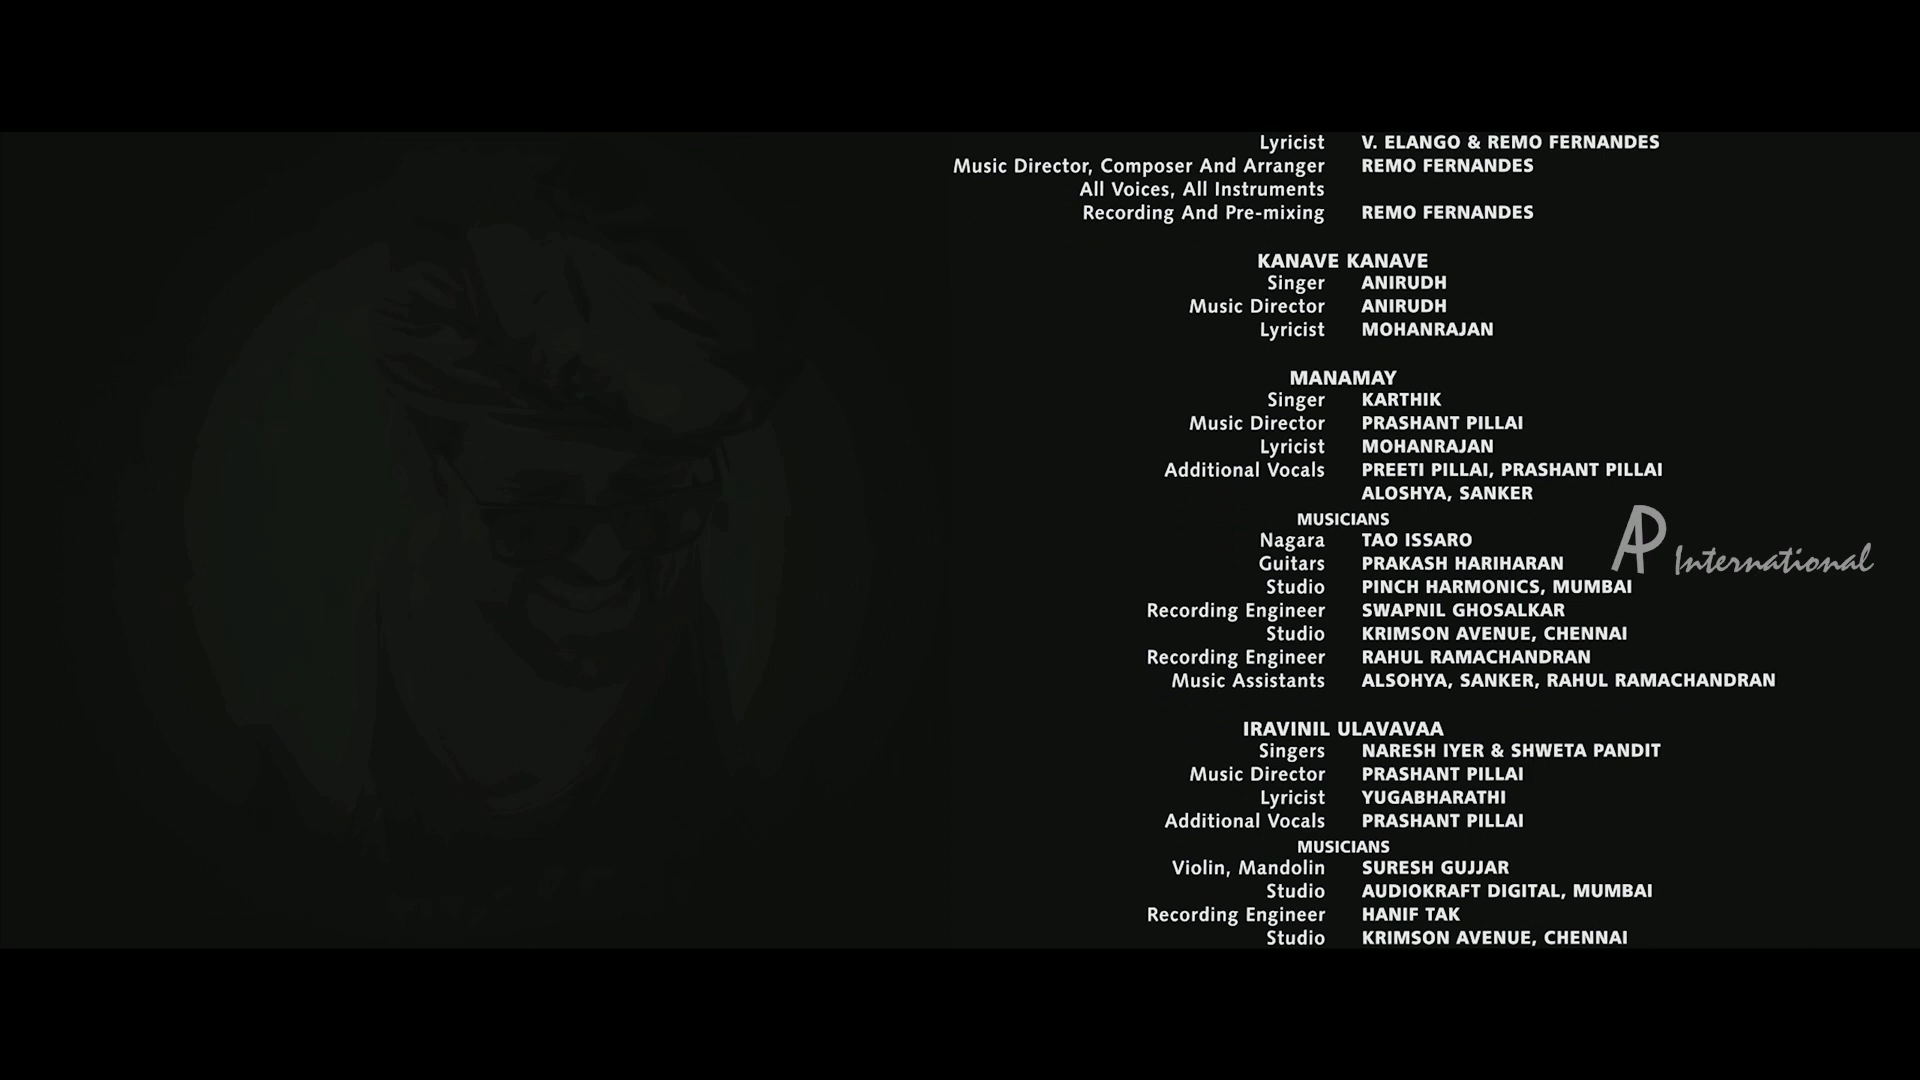 Lyricist V. ELANGO & REMO FERNANDES
Music Director, Composer And Arranger REMO FERNANDES
All Voices, All Instruments
Recording And Pre-mixing REMO FERNANDES
KANAVE KANAVE
Singer ANIRUDH
Music Director ANIRUDH
Lyricist MOHANRAJAN
MANAMAY
Singer KARTHIK
Music Director PRASHANT PILLAI
Lyricist MOHANRAJAN
Additional Vocals PREETI PILLAI, PRASHANT PILLAI
ALOSHYA, SANKER
MUSICIANS
Nagara TAO ISSARO
Guitars PRAKASH HARIHARAN
AP International
Studio PINCH HARMONICS, MUMBAI
Recording Engineer SWAPNIL GHOSALKAR
Studio KRIMSON AVENUE, CHENNAI
Recording Engineer RAHUL RAMACHANDRAN
Music Assistants ALSOHYA, SANKER, RAHUL RAMACHANDRAN
IRAVINIL ULAVAVAA
Singers NARESH IYER & SHWETA PANDIT
Music Director PRASHANT PILLAI
Lyricist YUGABHARATHI
Additional Vocals PRASHANT PILLAI
MUSICIANS
Violin, Mandolin SURESH GUJJAR
Studio AUDIOKRAFT DIGITAL, MUMBAI
Recording Engineer HANIF TAK
Studio KRIMSON AVENUE, CHENNAI